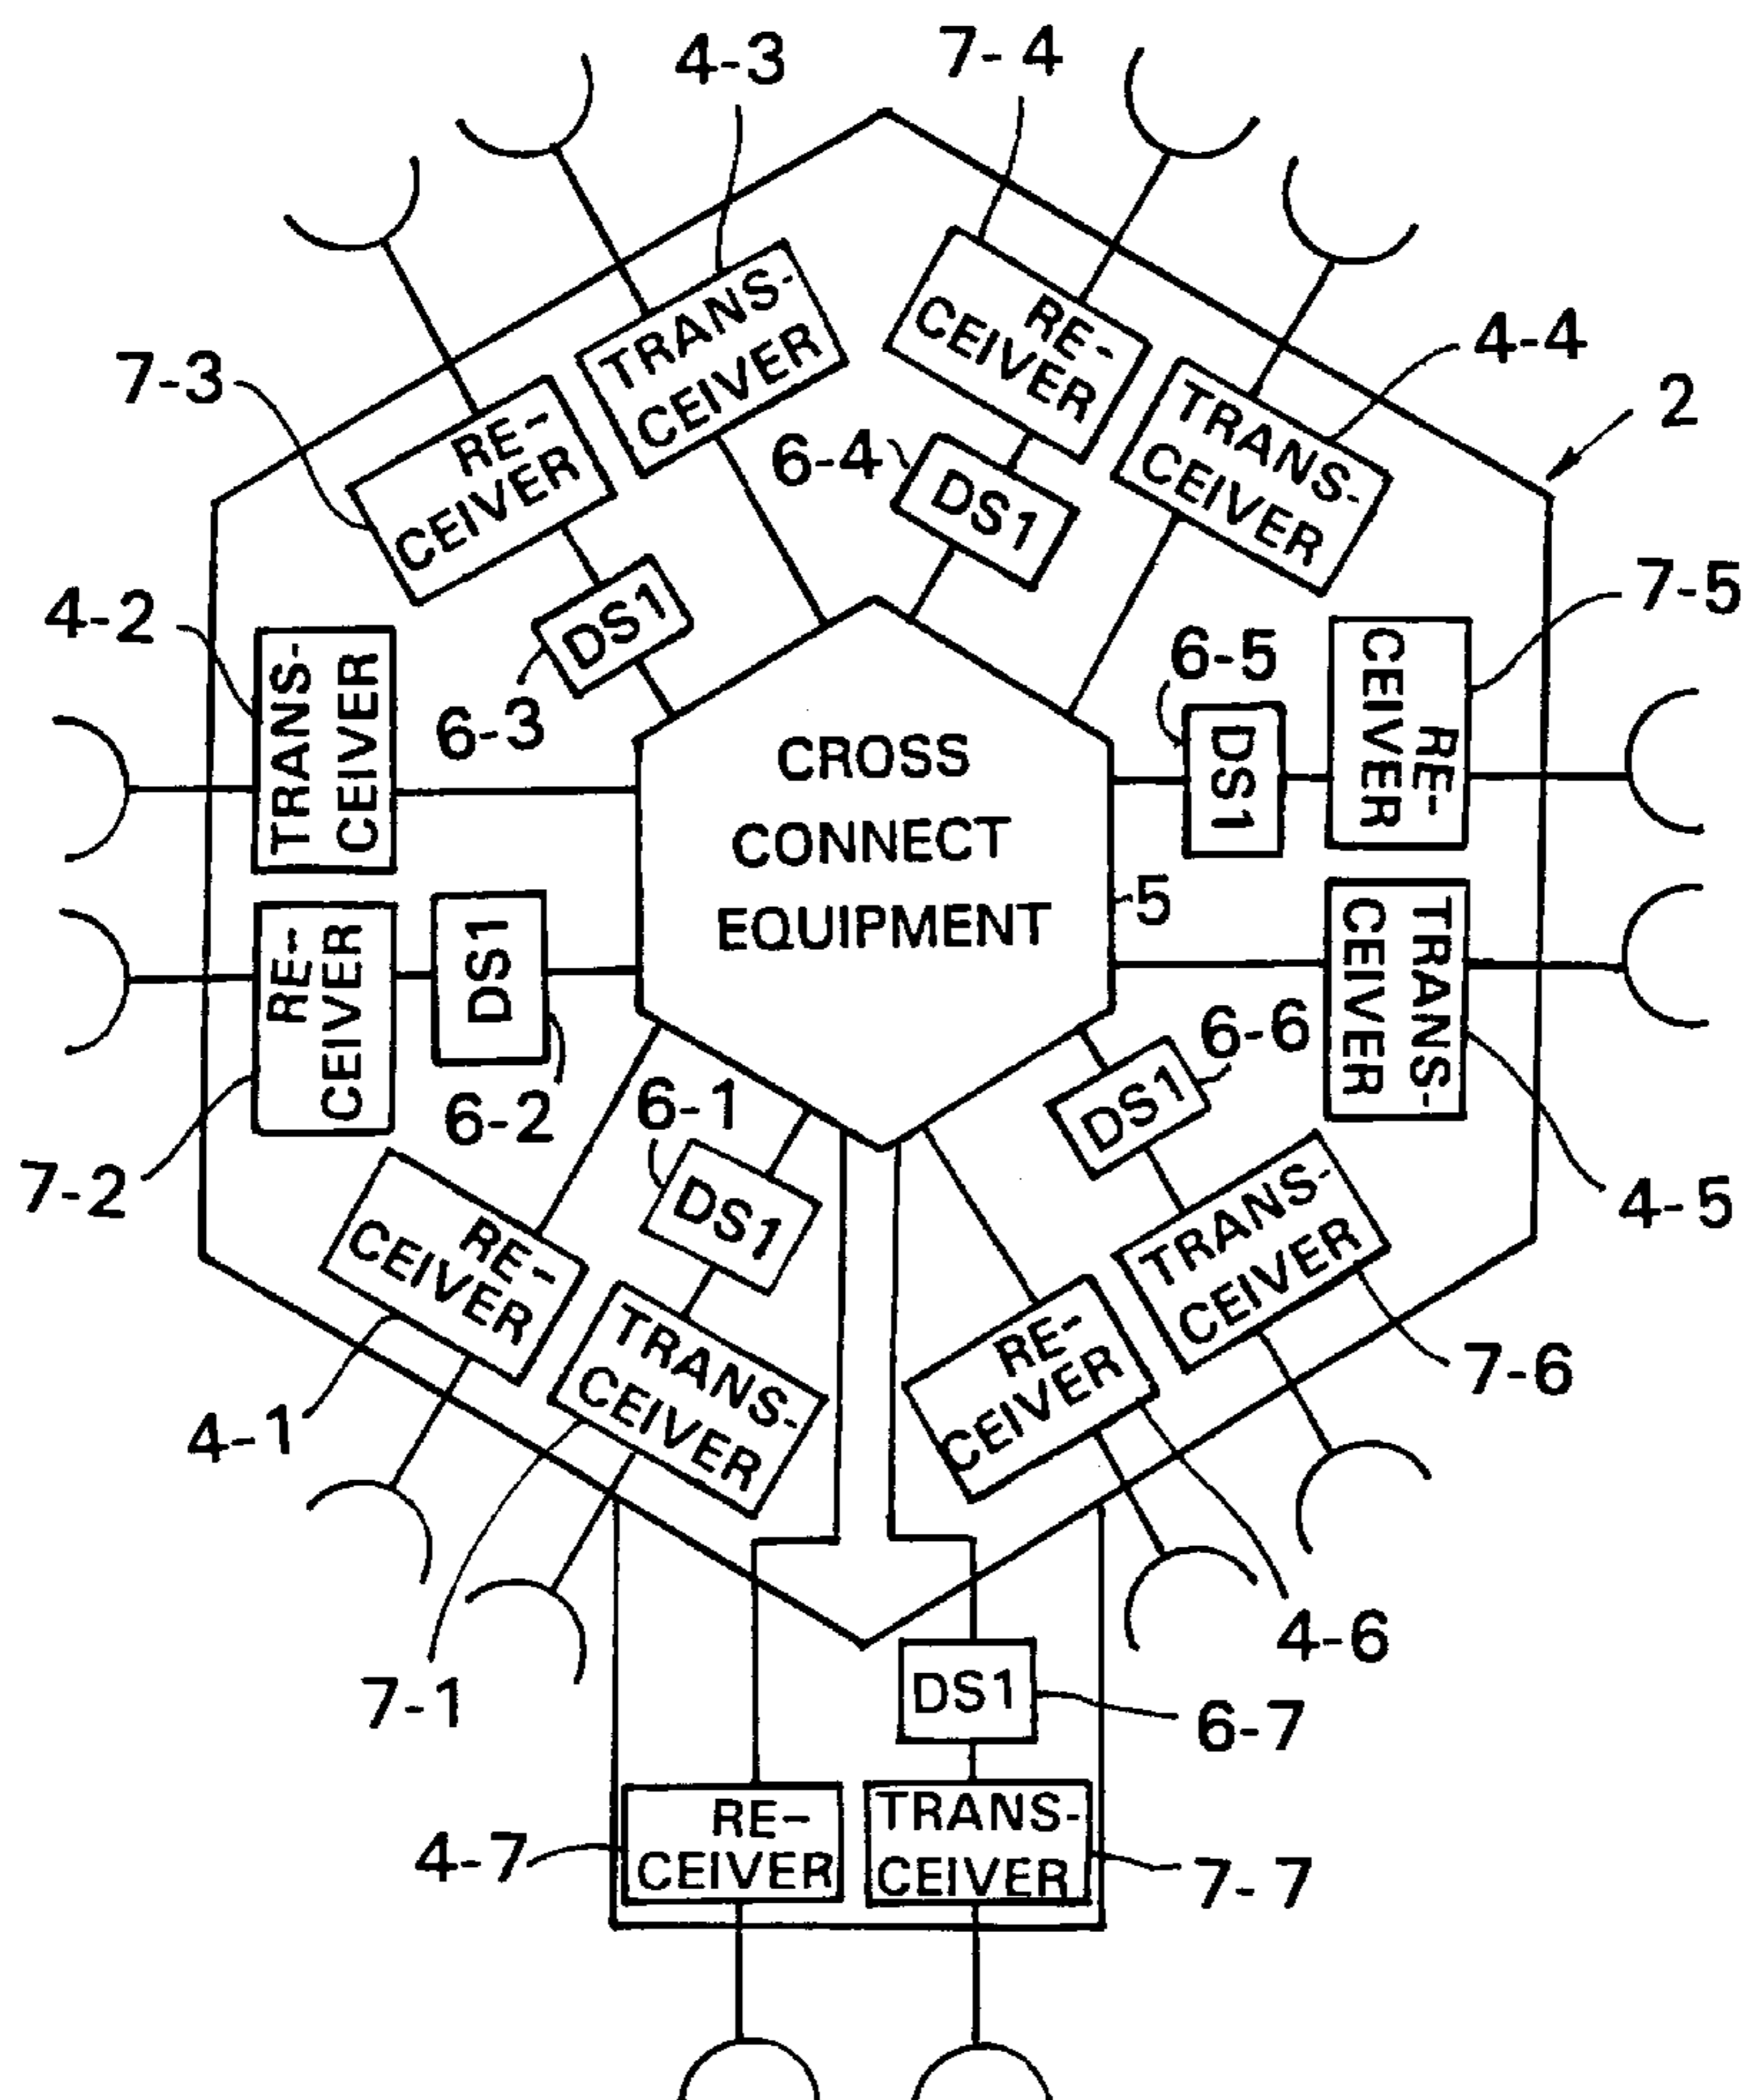 4-3
7-4
TRANS-
CEIVER
RE-
CEIVER
4-4
7-3
RE-
CEIVER
TRANS-
CEIVER
2
6-4
DS1
4-2
DS1
7-5
6-5
RE-
CEIVER
TRANS-
CEIVER
6-3
DS1
CROSS
CONNECT
EQUIPMENT
5
RE-
CEIVER
DS1
TRANS-
CEIVER
6-6
6-2
6-1
DS1
7-2
DS1
TRANS-
CEIVER
4-5
RE-
CEIVER
TRANS-
CEIVER
RE-
CEIVER
7-6
4-1
4-6
7-1
DS1
6-7
4-7
RE-
CEIVER
TRANS-
CEIVER
7-7